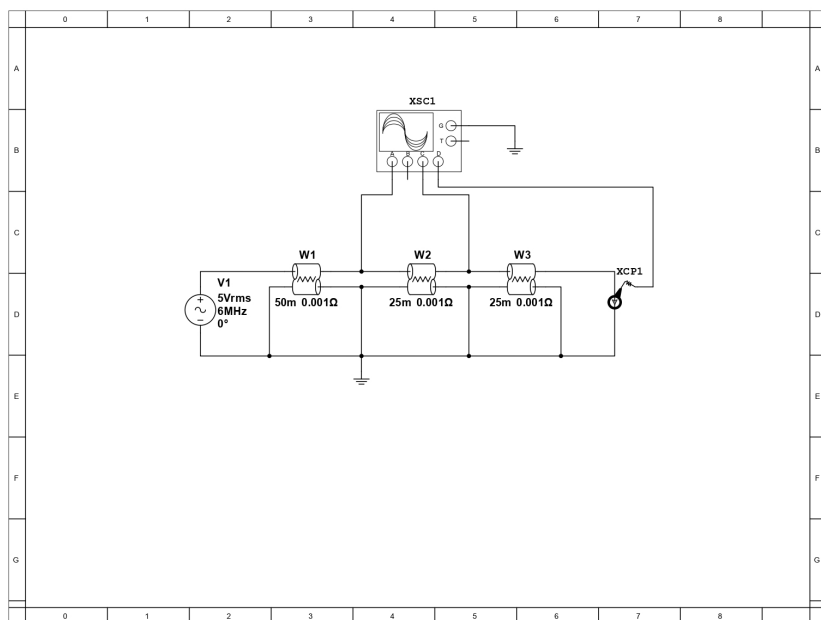 0 1 2 3 4 5 6 7 8
A A
XSC1
G
T
B B
A B C D
C C
W1 W2 W3
XCP1
V1
5Vrms
6MHz
0°
50m 0.001Ω 25m 0.001Ω 25m 0.001Ω
D D
E E
F F
G G
0 1 2 3 4 5 6 7 8